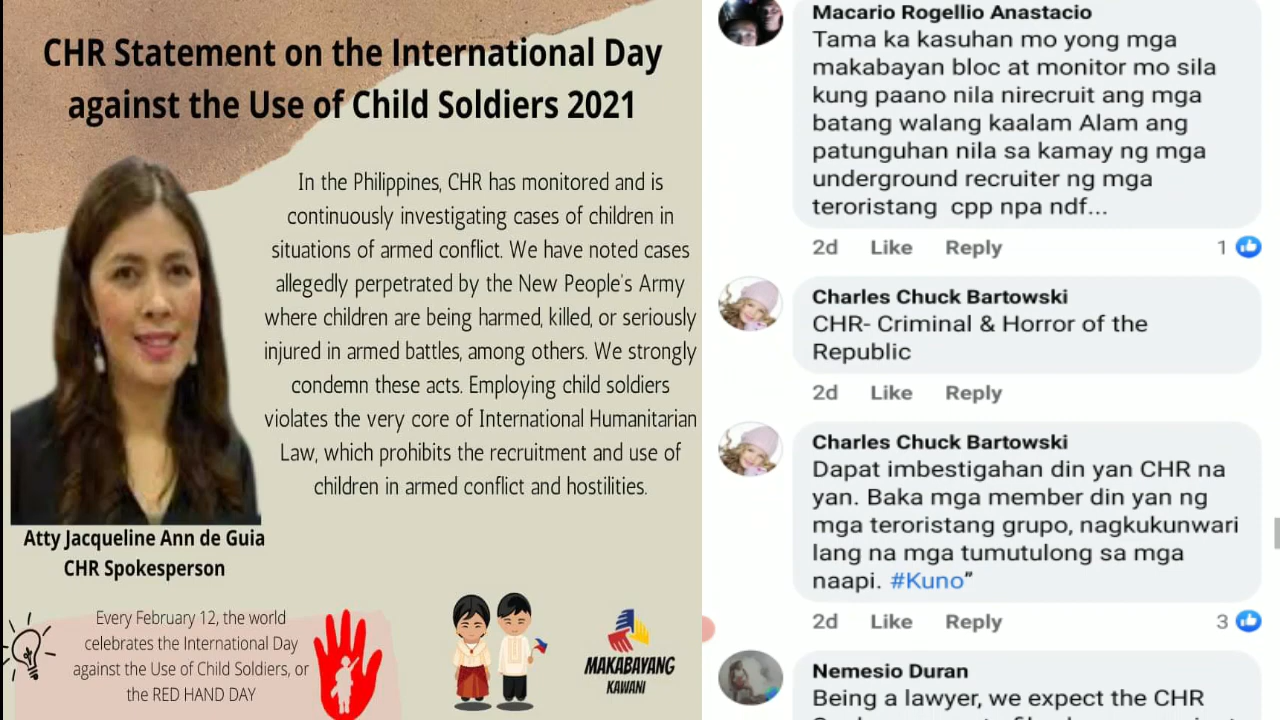 CHR Statement on the International Day
against the Use of Child Soldiers 2021
In the Philippines, CHR has monitored and is
continuously investigating cases of children in
situations of armed conflict. We have noted cases
allegedly perpetrated by the New People's Army
where children are being harmed, killed, or seriously
injured in armed battles, among others. We strongly
condemn these acts. Employing child soldiers
violates the very core of International Humanitarian
Law, which prohibits the recruitment and use of
children in armed conflict and hostilities.
Atty Jacqueline Ann de Guia
CHR Spokesperson
Every February 12, the world
celebrates the International Day
against the Use of Child Soldiers, or
the RED HAND DAY
MAKABAYANG
KAWANI
Macario Rogellio Anastacio
Tama ka kasuhan mo yong mga
makabayan bloc at monitor mo sila
kung paano nila nirecruit ang mga
batang walang kaalam Alam ang
patunguhan nila sa kamay ng mga
underground recruiter ng mga
teroristang cpp npa ndf...
2d Like Reply 1
Charles Chuck Bartowski
CHR- Criminal & Horror of the
Republic
2d Like Reply
Charles Chuck Bartowski
Dapat imbestigahan din yan CHR na
yan. Baka mga member din yan ng
mga teroristang grupo, nagkukunwari
lang na mga tumutulong sa mga
naapi. #Kuno”
2d Like Reply 3
Nemesio Duran
Being a lawyer, we expect the CHR